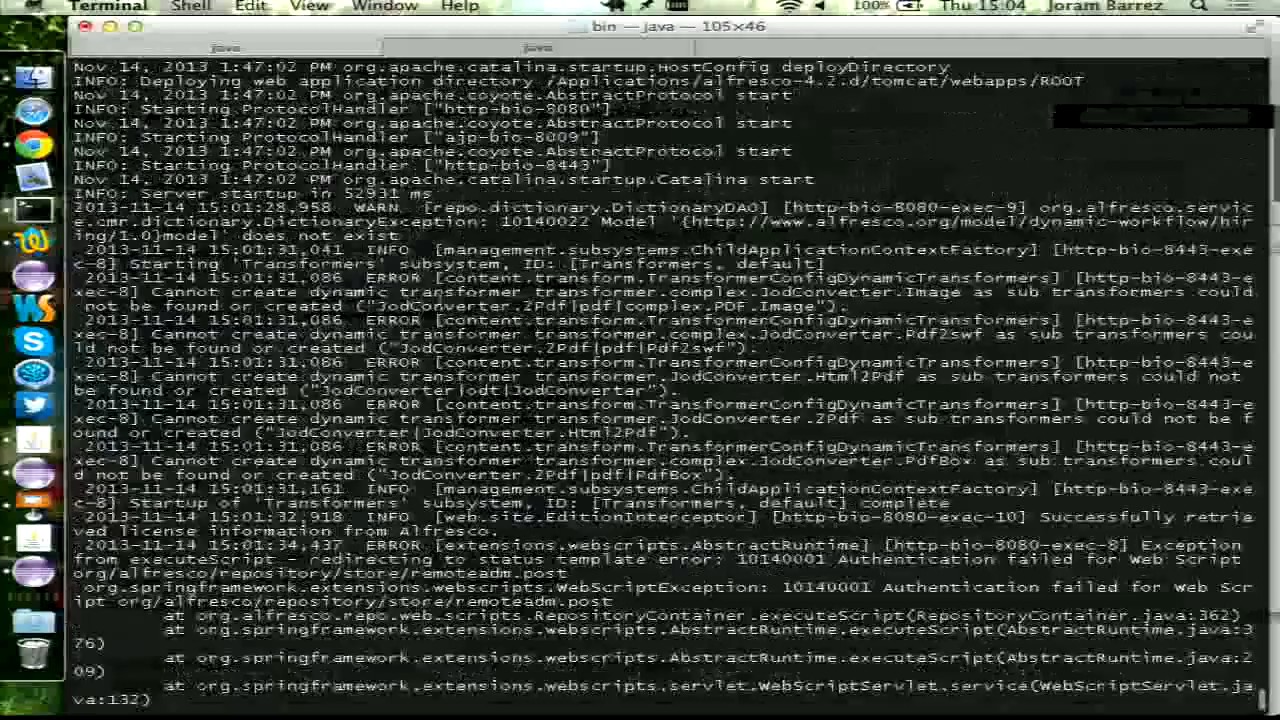 Terminal Shell Edit View Window Help 100% Thu 15:04 Joram Barrez
bin — java — 105×46
java java
Nov 14, 2013 1:47:02 PM org.apache.catalina.startup.HostConfig deployDirectory
INFO: Deploying web application directory /Applications/alfresco-4.2.d/tomcat/webapps/ROOT
Nov 14, 2013 1:47:02 PM org.apache.coyote.AbstractProtocol start
INFO: Starting ProtocolHandler ["http-bio-8080"]
Nov 14, 2013 1:47:02 PM org.apache.coyote.AbstractProtocol start
INFO: Starting ProtocolHandler ["ajp-bio-8009"]
Nov 14, 2013 1:47:02 PM org.apache.coyote.AbstractProtocol start
INFO: Starting ProtocolHandler ["http-bio-8443"]
Nov 14, 2013 1:47:02 PM org.apache.catalina.startup.Catalina start
INFO: Server startup in 52931 ms
2013-11-14 15:01:28,958 WARN [repo.dictionary.DictionaryDAO] [http-bio-8080-exec-9] org.alfresco.servic
e.cmr.dictionary.DictionaryException: 10140022 Model '{http://www.alfresco.org/model/dynamic-workflow/hir
ing/1.0}model' does not exist
2013-11-14 15:01:31,041 INFO [management.subsystems.ChildApplicationContextFactory] [http-bio-8443-exe
c-8] Starting 'Transformers' subsystem, ID: [Transformers, default]
2013-11-14 15:01:31,086 ERROR [content.transform.TransformerConfigDynamicTransformers] [http-bio-8443-e
xec-8] Cannot create dynamic transformer transformer.complex.JodConverter.Image as sub transformers could
not be found or created ("JodConverter.2Pdf|pdf|complex.PDF.Image").
2013-11-14 15:01:31,086 ERROR [content.transform.TransformerConfigDynamicTransformers] [http-bio-8443-e
xec-8] Cannot create dynamic transformer transformer.complex.JodConverter.Pdf2swf as sub transformers cou
ld not be found or created ("JodConverter.2Pdf|pdf|Pdf2swf").
2013-11-14 15:01:31,086 ERROR [content.transform.TransformerConfigDynamicTransformers] [http-bio-8443-e
xec-8] Cannot create dynamic transformer transformer.JodConverter.Html2Pdf as sub transformers could not
be found or created ("JodConverter|odt|JodConverter").
2013-11-14 15:01:31,086 ERROR [content.transform.TransformerConfigDynamicTransformers] [http-bio-8443-e
xec-8] Cannot create dynamic transformer transformer.JodConverter.2Pdf as sub transformers could not be f
ound or created ("JodConverter|JodConverter.Html2Pdf").
2013-11-14 15:01:31,086 ERROR [content.transform.TransformerConfigDynamicTransformers] [http-bio-8443-e
xec-8] Cannot create dynamic transformer transformer.complex.JodConverter.PdfBox as sub transformers coul
d not be found or created ("JodConverter.2Pdf|pdf|PdfBox").
2013-11-14 15:01:31,161 INFO [management.subsystems.ChildApplicationContextFactory] [http-bio-8443-exe
c-8] Startup of 'Transformers' subsystem, ID: [Transformers, default] complete
2013-11-14 15:01:32,918 INFO [web.site.EditionInterceptor] [http-bio-8080-exec-10] Successfully retrie
ved license information from Alfresco.
2013-11-14 15:01:34,437 ERROR [extensions.webscripts.AbstractRuntime] [http-bio-8080-exec-8] Exception
from executeScript - redirecting to status template error: 10140001 Authentication failed for Web Script
org/alfresco/repository/store/remoteadm.post
org.springframework.extensions.webscripts.WebScriptException: 10140001 Authentication failed for Web Scr
ipt org/alfresco/repository/store/remoteadm.post
at org.alfresco.repo.web.scripts.RepositoryContainer.executeScript(RepositoryContainer.java:362)
at org.springframework.extensions.webscripts.AbstractRuntime.executeScript(AbstractRuntime.java:3
76)
at org.springframework.extensions.webscripts.AbstractRuntime.executeScript(AbstractRuntime.java:2
09)
at org.springframework.extensions.webscripts.servlet.WebScriptServlet.service(WebScriptServlet.ja
va:132)